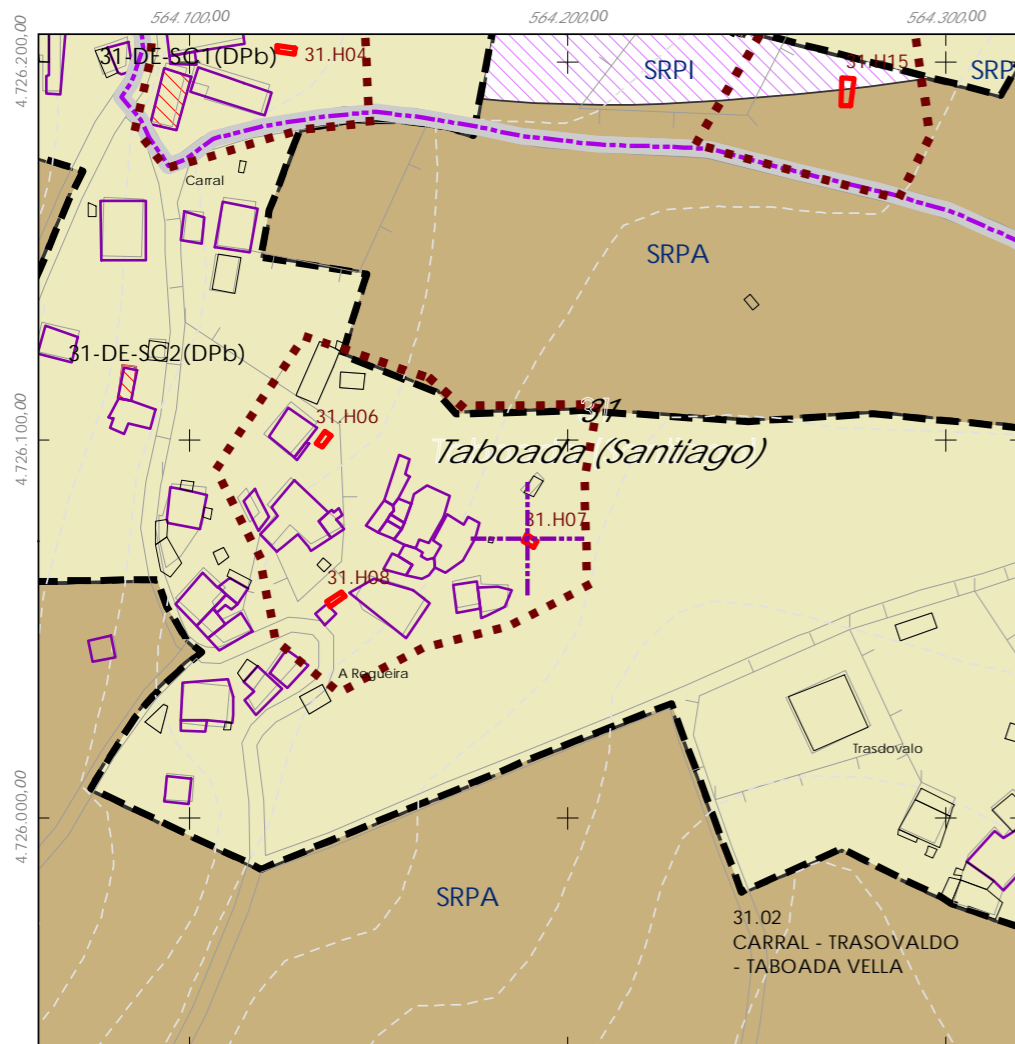 564.100,00
564.200,00
564.300,00
4.726.200,00
31-DE-SC1(DPb)
31.H04
SRPI
31.H15
SRP
Carral
SRPA
31-DE-SC2(DPb)
4.726.100,00
31.H06
31
Taboada (Santiago)
31.H07
31.H08
A Regueira
Trasdovalo
4.726.000,00
SRPA
31.02
CARRAL - TRASOVALDO
- TABOADA VELLA